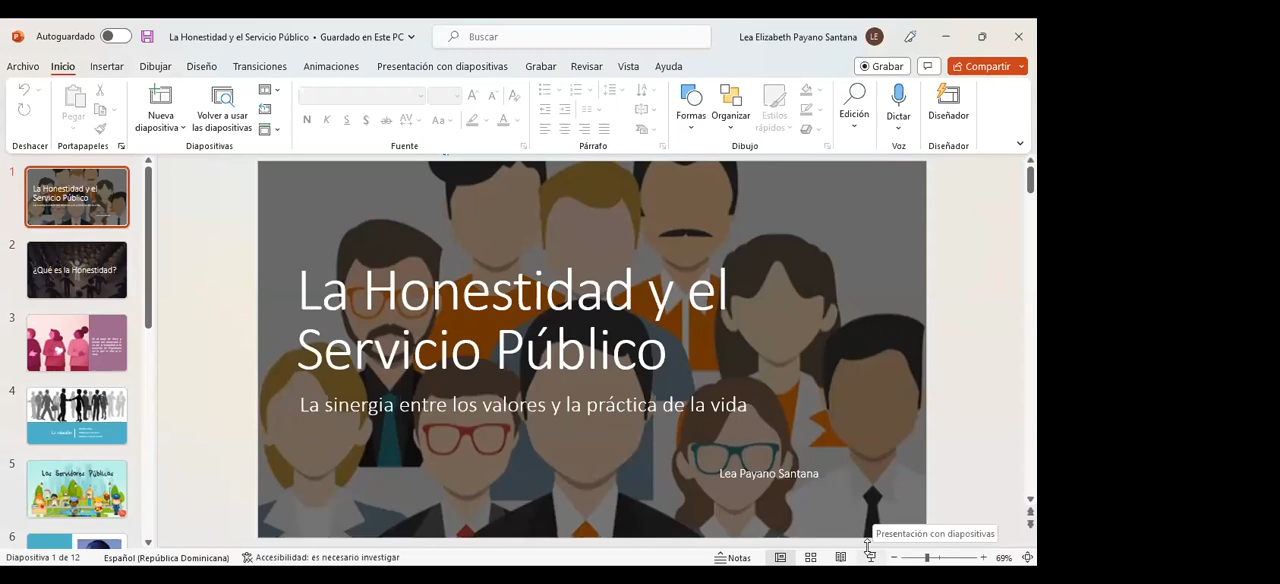 Autoguardado
La Honestidad y el Servicio Público • Guardado en Este PC
Buscar
Lea Elizabeth Payano Santana
LE
Archivo Inicio Insertar Dibujar Diseño Transiciones Animaciones Presentación con diapositivas Grabar Revisar Vista Ayuda
Grabar
Compartir
Pegar
Nueva diapositiva
Volver a usar las diapositivas
N K S S ab AV Aa A
Formas
Organizar
Estilos rápidos
Edición
Dictar
Diseñador
Deshacer
Portapapeles
Diapositivas
Fuente
Párrafo
Dibujo
Voz
Diseñador
1
La Honestidad y el
Servicio Público
2
¿Qué es la Honestidad?
3
4
5
Los Servidores Públicos
6
La Honestidad y el
Servicio Público
La sinergia entre los valores y la práctica de la vida
Lea Payano Santana
Presentación con diapositivas
Diapositiva 1 de 12
Español (República Dominicana)
Accesibilidad: es necesario investigar
Notas
69%